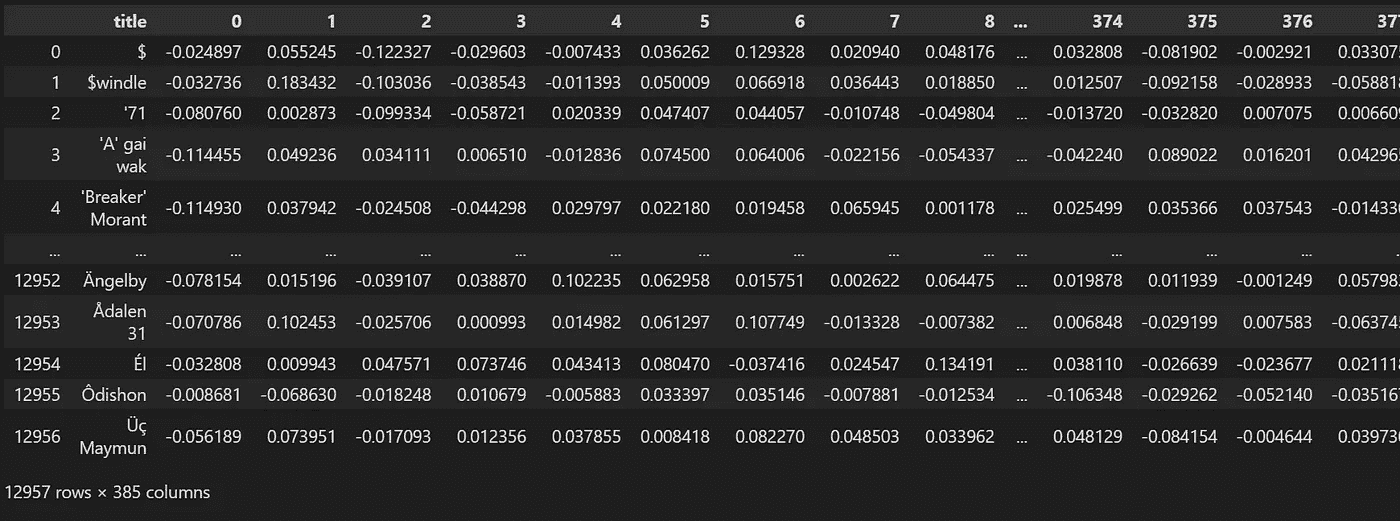 title 0 1 2 3 4 5 6 7 8 ... 374 375 376 37
0 $ -0.024897 0.055245 -0.122327 -0.029603 -0.007433 0.036262 0.129328 0.020940 0.048176 ... 0.032808 -0.081902 -0.002921 0.03307
1 $windle -0.032736 0.183432 -0.103036 -0.038543 -0.011393 0.050009 0.066918 0.036443 0.018850 ... 0.012507 -0.092158 -0.028933 -0.05881
2 '71 -0.080760 0.002873 -0.099334 -0.058721 0.020339 0.047407 0.044057 -0.010748 -0.049804 ... -0.013720 -0.032820 0.007075 0.00660
'A' gai
3 -0.114455 0.049236 0.034111 0.006510 -0.012836 0.074500 0.064006 -0.022156 -0.054337 ... -0.042240 0.089022 0.016201 0.04296
wak
'Breaker'
4 -0.114930 0.037942 -0.024508 -0.044298 0.029797 0.022180 0.019458 0.065945 0.001178 ... 0.025499 0.035366 0.037543 -0.01433
Morant
... ... ... ... ... ... ... ... ... ... ... ... ... ... ...
12952 Ängelby -0.078154 0.015196 -0.039107 0.038870 0.102235 0.062958 0.015751 0.002622 0.064475 ... 0.019878 0.011939 -0.001249 0.05798
Ådalen
12953 -0.070786 0.102453 -0.025706 0.000993 0.014982 0.061297 0.107749 -0.013328 -0.007382 ... 0.006848 -0.029199 0.007583 -0.06374
31
12954 Él -0.032808 0.009943 0.047571 0.073746 0.043413 0.080470 -0.037416 0.024547 0.134191 ... 0.038110 -0.026639 -0.023677 0.02111
12955 Ôdishon -0.008681 -0.068630 -0.018248 0.010679 -0.005883 0.033397 0.035146 -0.007881 -0.012534 ... -0.106348 -0.029262 -0.052140 -0.03516
Üç
12956 -0.056189 0.073951 -0.017093 0.012356 0.037855 0.008418 0.082270 0.048503 0.033962 ... 0.048129 -0.084154 -0.004644 0.03973
Maymun
12957 rows × 385 columns